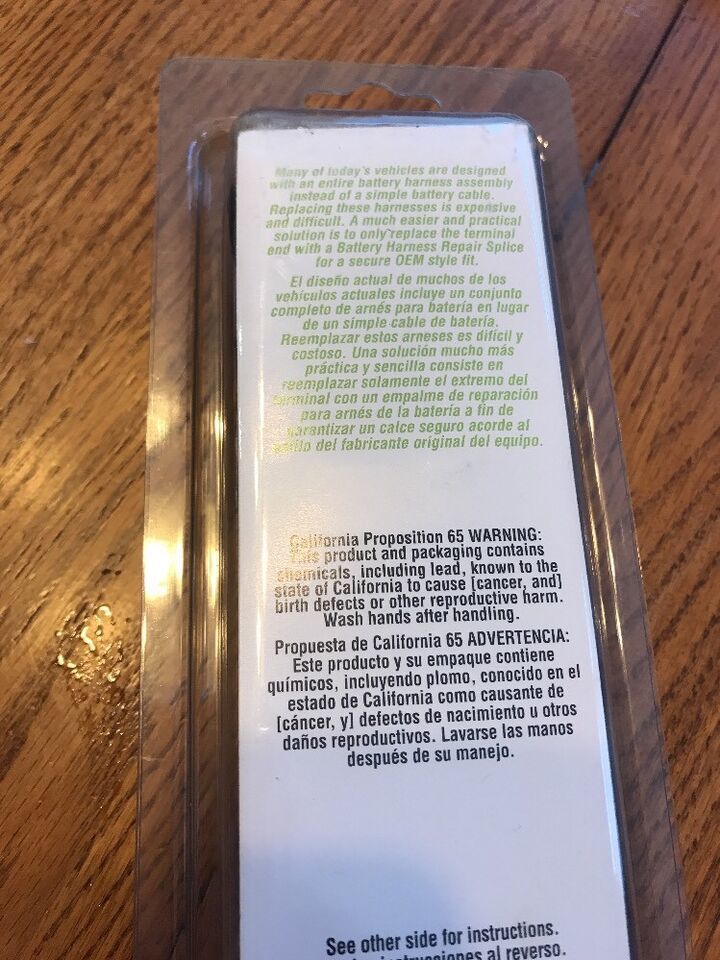 Many of today's vehicles are designed
with an entire battery harness assembly
instead of a simple battery cable.
Replacing these harnesses is expensive
and difficult. A much easier and practical
solution is to only replace the terminal
end with a Battery Harness Repair Splice
for a secure OEM style fit.
El diseño actual de muchos de los
vehículos actuales incluye un conjunto
completo de arnés para batería en lugar
de un simple cable de batería.
Reemplazar estos arneses es difícil y
costoso. Una solución mucho más
práctica y sencilla consiste en
reemplazar solamente el extremo del
terminal con un empalme de reparación
para arnés de la batería a fin de
garantizar un calce seguro acorde al
estilo del fabricante original del equipo.
California Proposition 65 WARNING:
This product and packaging contains
chemicals, including lead, known to the
state of California to cause [cancer, and]
birth defects or other reproductive harm.
Wash hands after handling.
Propuesta de California 65 ADVERTENCIA:
Este producto y su empaque contiene
químicos, incluyendo plomo, conocido en el
estado de California como causante de
[cáncer, y] defectos de nacimiento u otros
daños reproductivos. Lavarse las manos
después de su manejo.
See other side for instructions.
instrucciones al reverso.